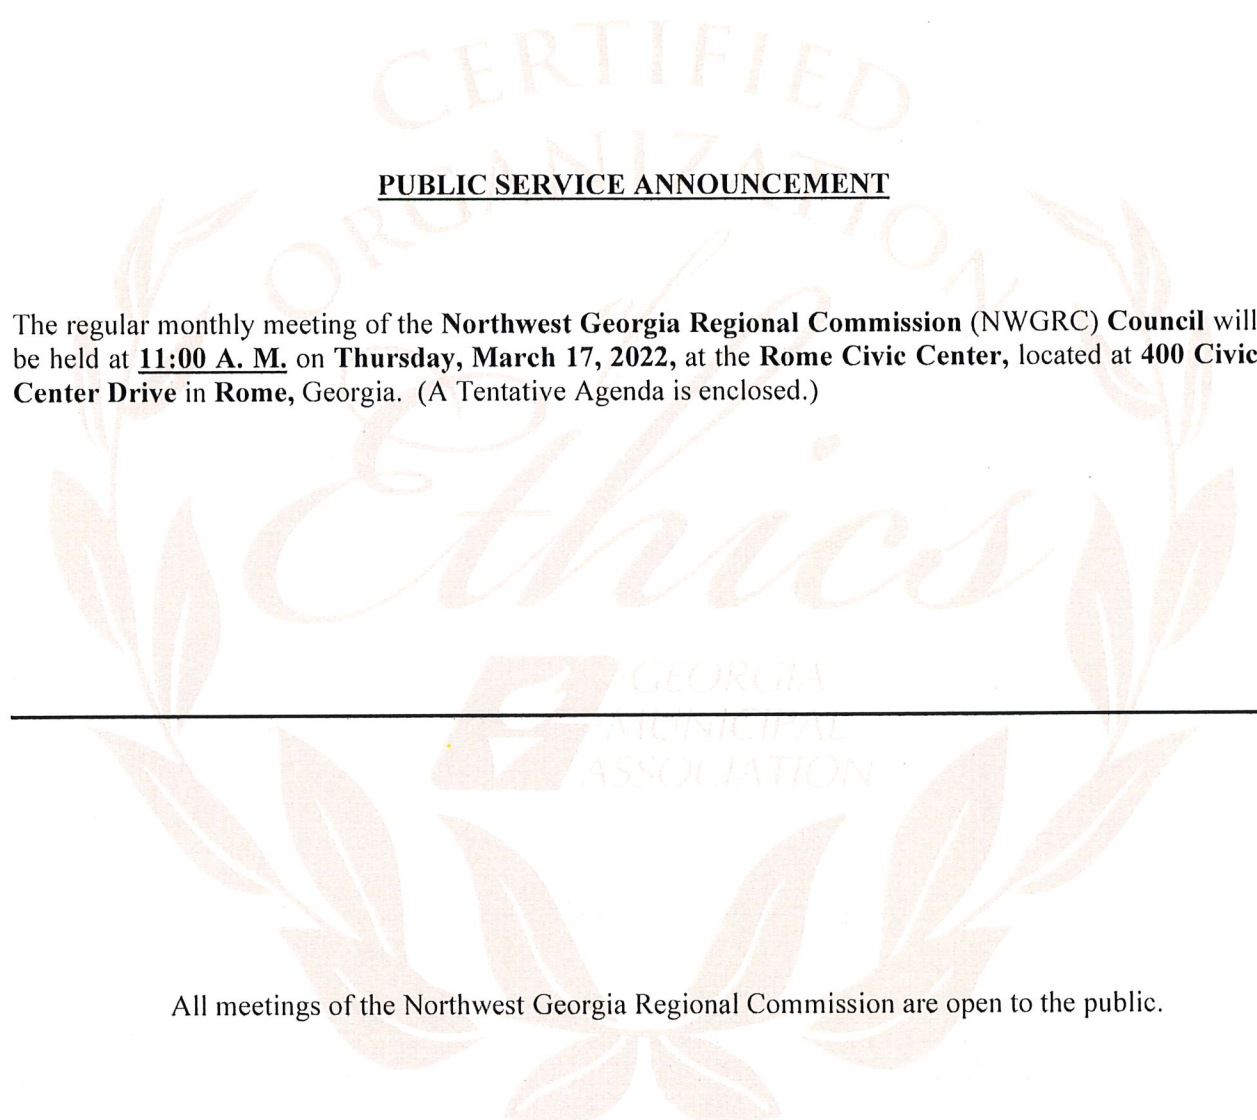 CERTIFIED
ORGANIZATION
PUBLIC SERVICE ANNOUNCEMENT
The regular monthly meeting of the Northwest Georgia Regional Commission (NWGRC) Council will
be held at 11:00 A. M. on Thursday, March 17, 2022, at the Rome Civic Center, located at 400 Civic
Center Drive in Rome, Georgia. (A Tentative Agenda is enclosed.)
of
Ethics
GEORGIA
MUNICIPAL
ASSOCIATION
All meetings of the Northwest Georgia Regional Commission are open to the public.